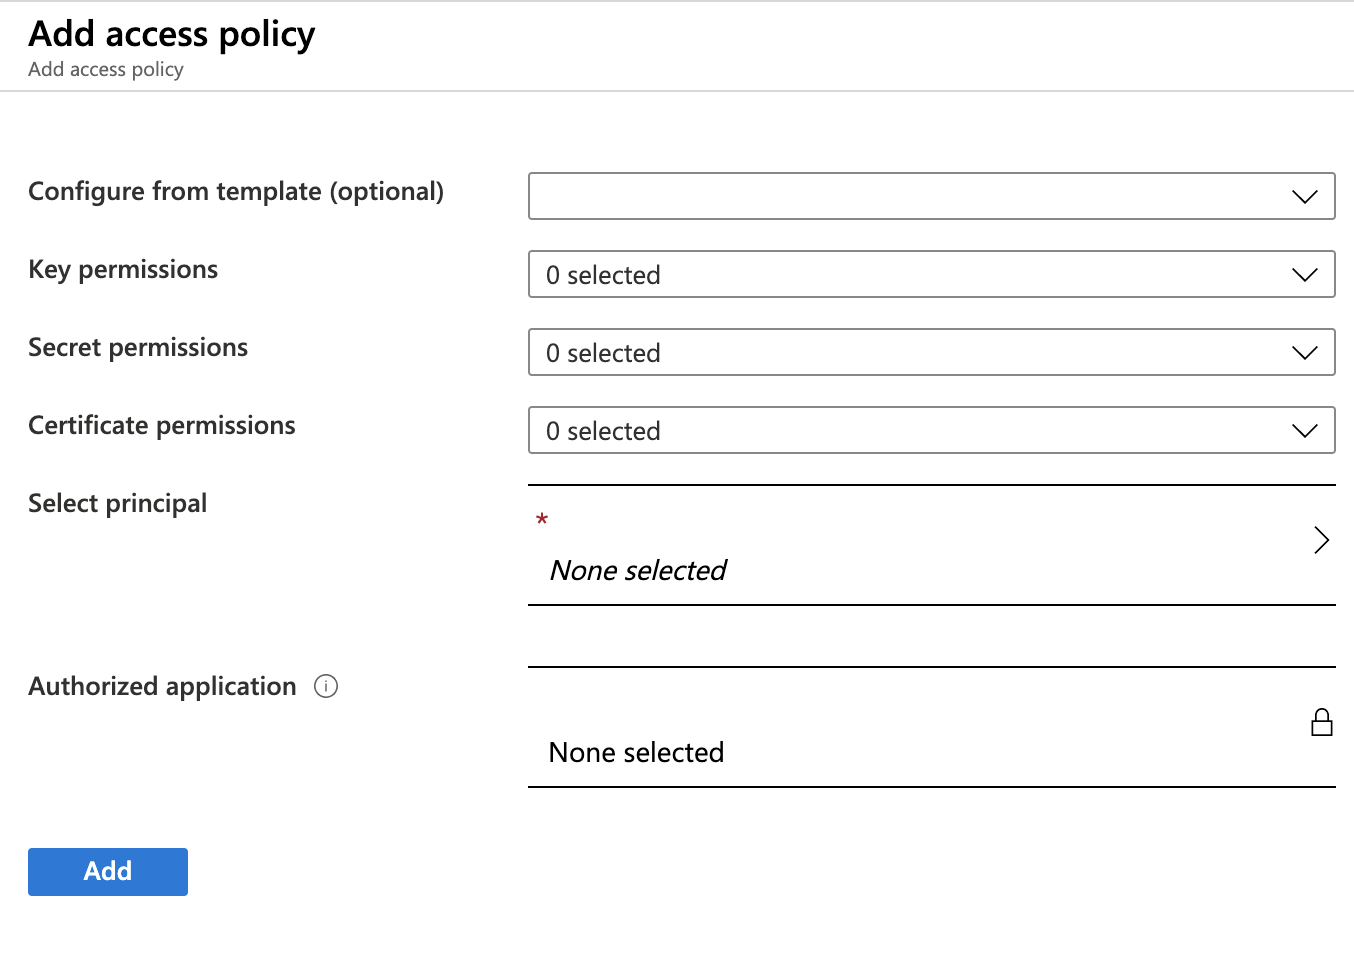 Add access policy
Add access policy
Configure from template (optional)
Key permissions
0 selected
Secret permissions
0 selected
Certificate permissions
0 selected
Select principal
*
None selected
Authorized application
None selected
Add